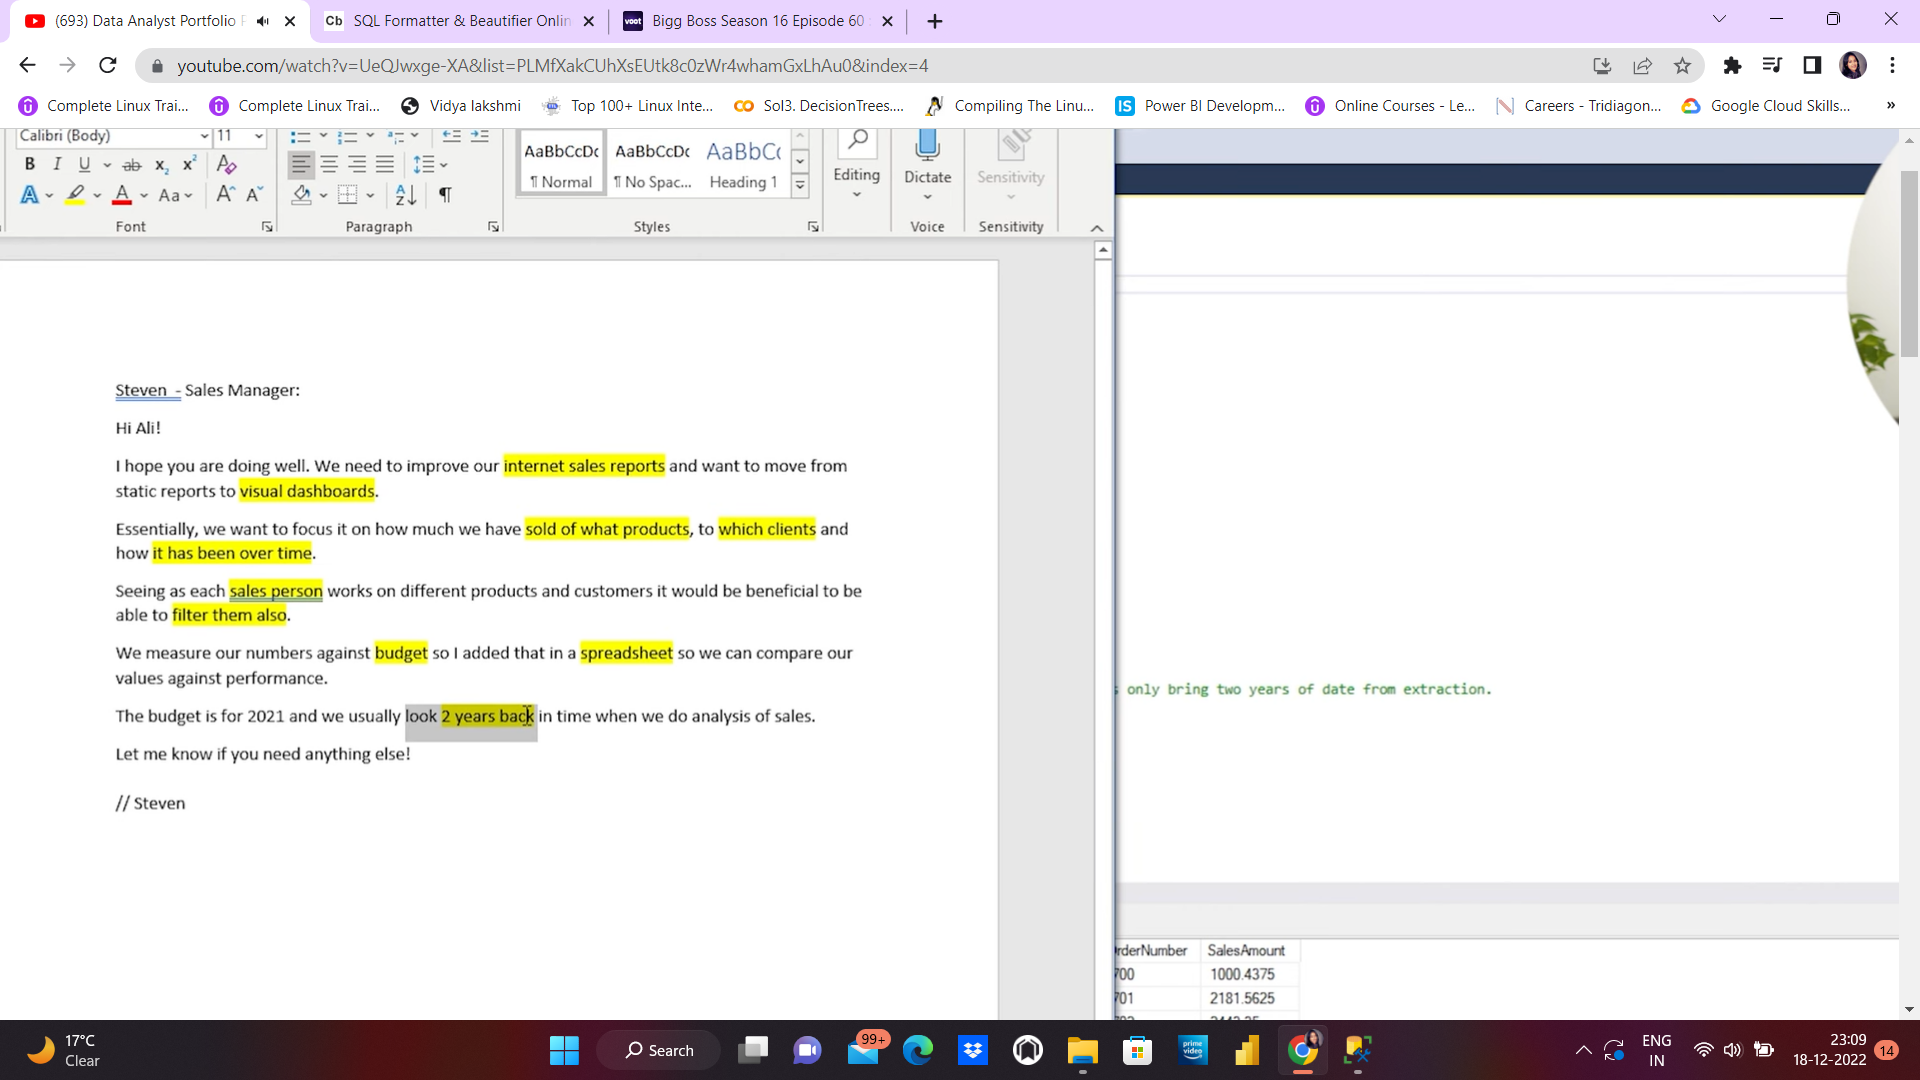 (693) Data Analyst Portfolio
SQL Formatter & Beautifier Onlin
voot
Bigg Boss Season 16 Episode 60
youtube.com/watch?v=UeQJwxge-XA&list=PLMfXakCUhXsEUtk8c0zWr4whamGxLhAu0&index=4
Complete Linux Trai...
Complete Linux Trai...
Vidya lakshmi
Top 100+ Linux Inte...
Sol3. DecisionTrees....
Compiling The Linu...
IS
Power BI Developm...
Online Courses - Le...
Careers - Tridiagon...
Google Cloud Skills...
»
Calibri (Body)
11
AaBbCcDc
AaBbCcDc
AaBbC
¶ Normal
¶ No Spac...
Heading 1
Editing
Dictate
Sensitivity
Font
Paragraph
Styles
Voice
Sensitivity
Steven - Sales Manager:
Hi Ali!
I hope you are doing well. We need to improve our internet sales reports and want to move from
static reports to visual dashboards.
Essentially, we want to focus it on how much we have sold of what products, to which clients and
how it has been over time.
Seeing as each sales person works on different products and customers it would be beneficial to be
able to filter them also.
We measure our numbers against budget so I added that in a spreadsheet so we can compare our
values against performance.
The budget is for 2021 and we usually look 2 years back in time when we do analysis of sales.
Let me know if you need anything else!
// Steven
only bring two years of date from extraction.
rderNumber SalesAmount
700 1000.4375
701 2181.5625
17°C
Clear
Search
99+
prime video
ENG
IN
23:09
18-12-2022
14